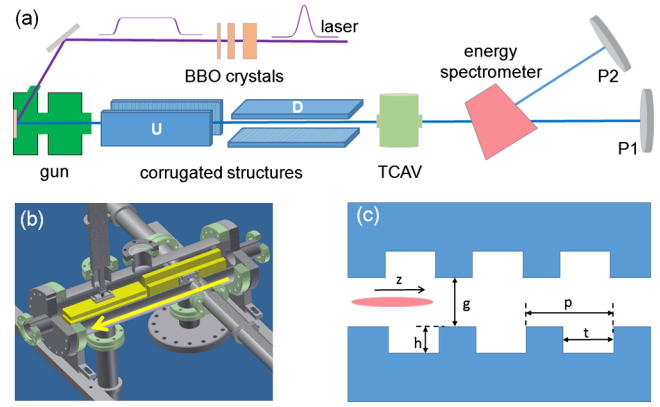 (a)
laser
BBO crystals
energy
spectrometer
P2
U
D
P1
gun
corrugated structures
TCAV
(b)
(c)
z
g
p
h
t